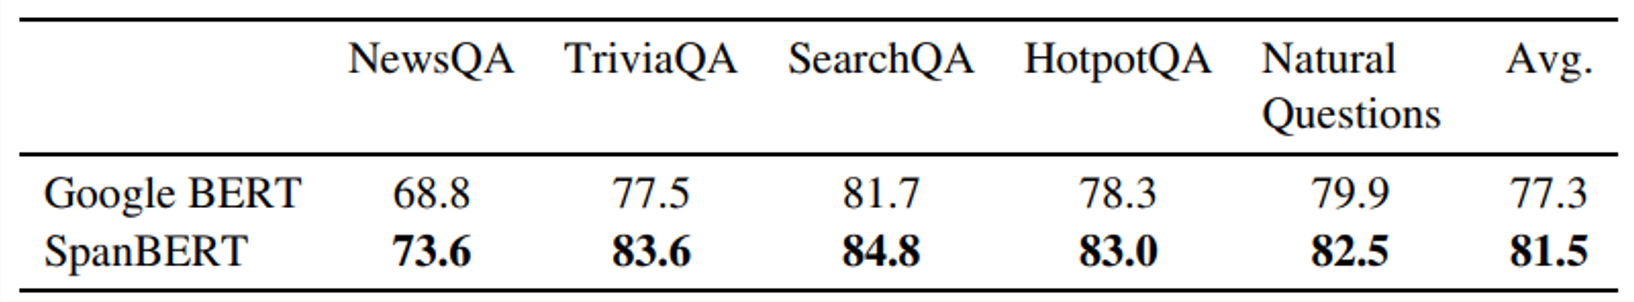 NewsQA TriviaQA SearchQA HotpotQA Natural Avg.
Questions
Google BERT 68.8 77.5 81.7 78.3 79.9 77.3
SpanBERT 73.6 83.6 84.8 83.0 82.5 81.5